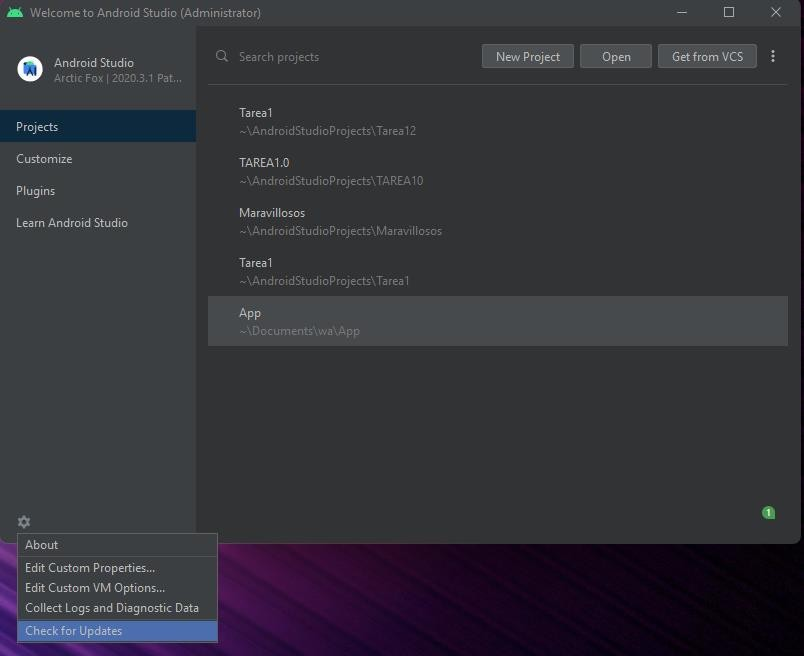 Welcome to Android Studio (Administrator)
Android Studio
Arctic Fox | 2020.3.1 Pat...
Projects
Customize
Plugins
Learn Android Studio
Search projects
New Project
Open
Get from VCS
Tarea1
~\AndroidStudioProjects\Tarea12
TAREA1.0
~\AndroidStudioProjects\TAREA10
Maravillosos
~\AndroidStudioProjects\Maravillosos
Tarea1
~\AndroidStudioProjects\Tarea1
App
~\Documents\wa\App
1
About
Edit Custom Properties...
Edit Custom VM Options...
Collect Logs and Diagnostic Data
Check for Updates